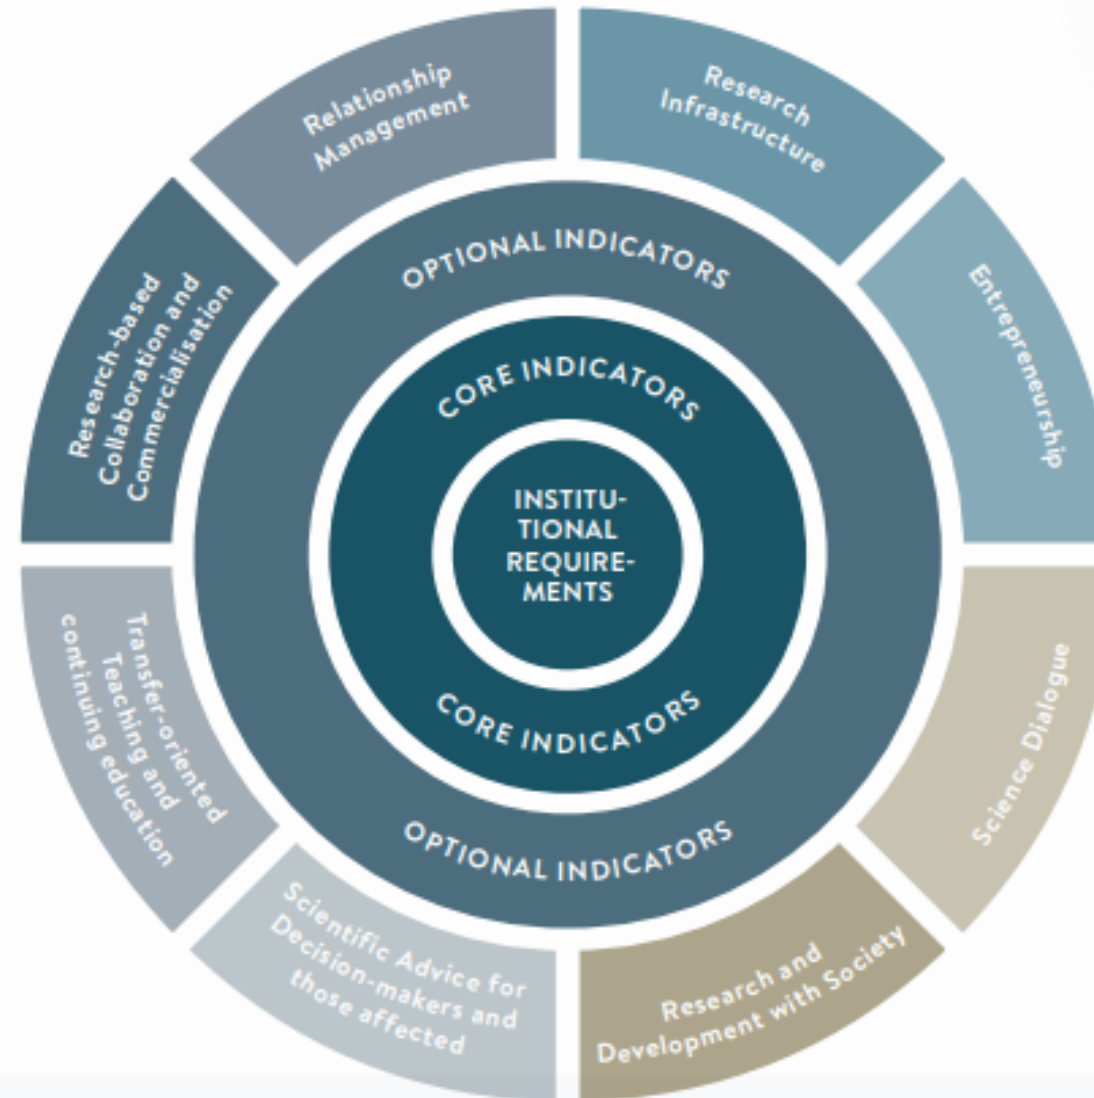 Relationship
Management
Research
Infrastructure
Entrepreneurship
Science Dialogue
Research and
Development with Society
Scientific Advice for
Decision-makers and
those affected
Transfer-oriented
Teaching and
continuing education
Research-based
Collaboration and
Commercialisation
OPTIONAL INDICATORS
CORE INDICATORS
INSTITU-
TIONAL
REQUIRE-
MENTS
CORE INDICATORS
OPTIONAL INDICATORS